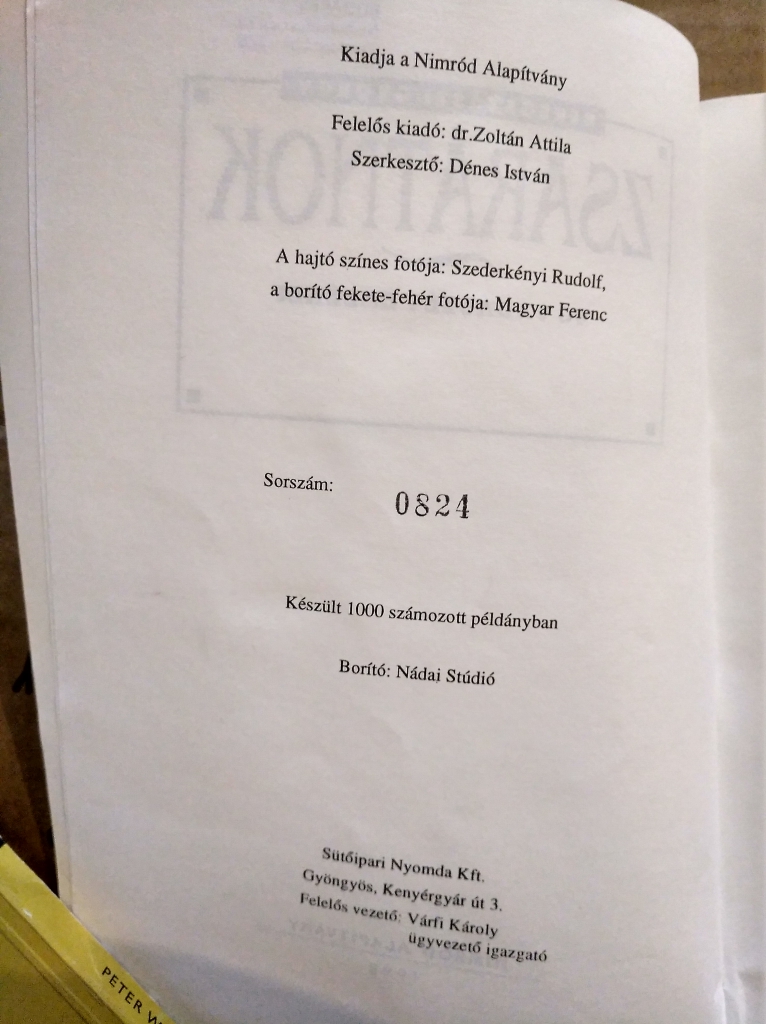 Kiadja a Nimród Alapítvány
Felelős kiadó: dr.Zoltán Attila
Szerkesztő: Dénes István
A hajtó színes fotója: Szederkényi Rudolf,
a borító fekete-fehér fotója: Magyar Ferenc
Sorszám:
0824
Készült 1000 számozott példányban
Borító: Nádai Stúdió
Sütőipari Nyomda Kft.
Gyöngyös, Kenyérgyár út 3.
Felelős vezető: Várfi Károly
ügyvezető igazgató
PETER